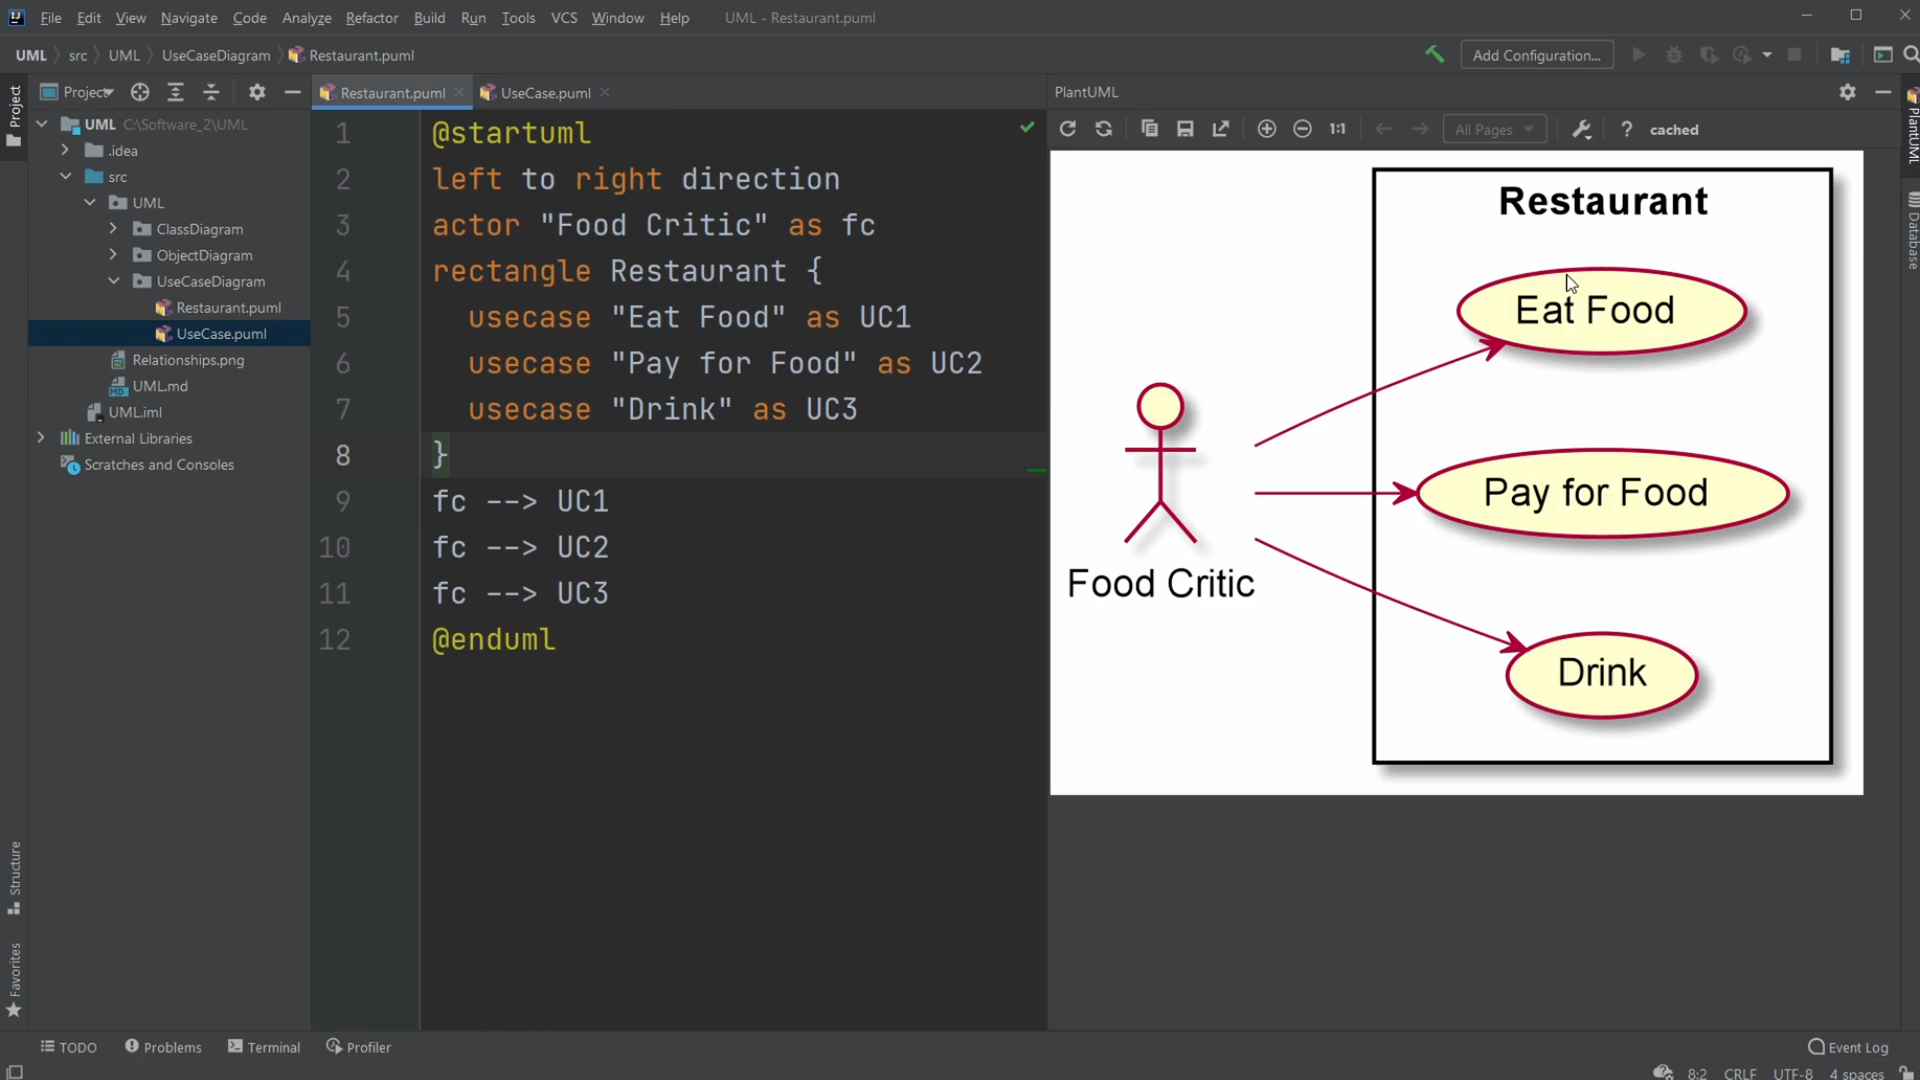 File Edit View Navigate Code Analyze Refactor Build Run Tools VCS Window Help UML - Restaurant.puml
UML src UML UseCaseDiagram Restaurant.puml Add Configuration...
Project
Restaurant.puml UseCase.puml
PlantUML
All Pages
cached
Project
UML C:\Software_2\UML
.idea
src
UML
ClassDiagram
ObjectDiagram
UseCaseDiagram
Restaurant.puml
UseCase.puml
Relationships.png
UML.md
UML.iml
External Libraries
Scratches and Consoles
Structure
Favorites
1 @startuml
2 left to right direction
3 actor "Food Critic" as fc
4 rectangle Restaurant {
5 usecase "Eat Food" as UC1
6 usecase "Pay for Food" as UC2
7 usecase "Drink" as UC3
8 }
9 fc --> UC1
10 fc --> UC2
11 fc --> UC3
12 @enduml
Restaurant
Eat Food
Pay for Food
Food Critic
Drink
PlantUML
Database
TODO Problems Terminal Profiler Event Log
8:2 CRLF UTF-8 4 spaces